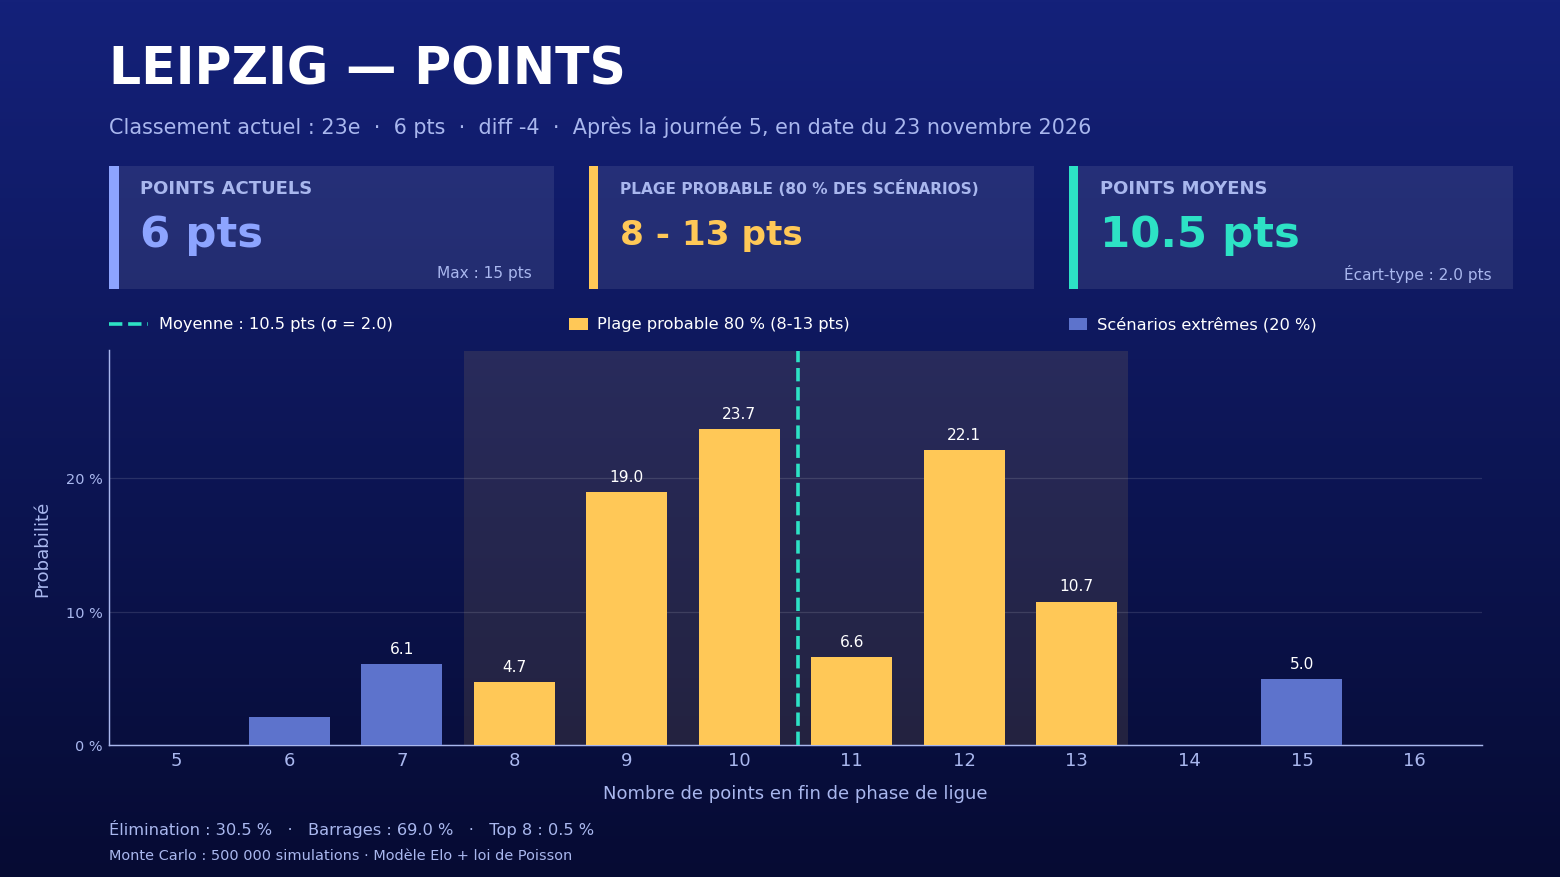 LEIPZIG — POINTS
Classement actuel : 23e · 6 pts · diff -4 · Après la journée 5, en date du 23 novembre 2026
POINTS ACTUELS
6 pts
Max : 15 pts
PLAGE PROBABLE (80 % DES SCÉNARIOS)
8 - 13 pts
POINTS MOYENS
10.5 pts
Écart-type : 2.0 pts
Moyenne : 10.5 pts (σ = 2.0)
Plage probable 80 % (8-13 pts)
Scénarios extrêmes (20 %)
Probabilité
20 %
10 %
0 %
6.1
4.7
19.0
23.7
6.6
22.1
10.7
5.0
5 6 7 8 9 10 11 12 13 14 15 16
Nombre de points en fin de phase de ligue
Élimination : 30.5 % · Barrages : 69.0 % · Top 8 : 0.5 %
Monte Carlo : 500 000 simulations · Modèle Elo + loi de Poisson